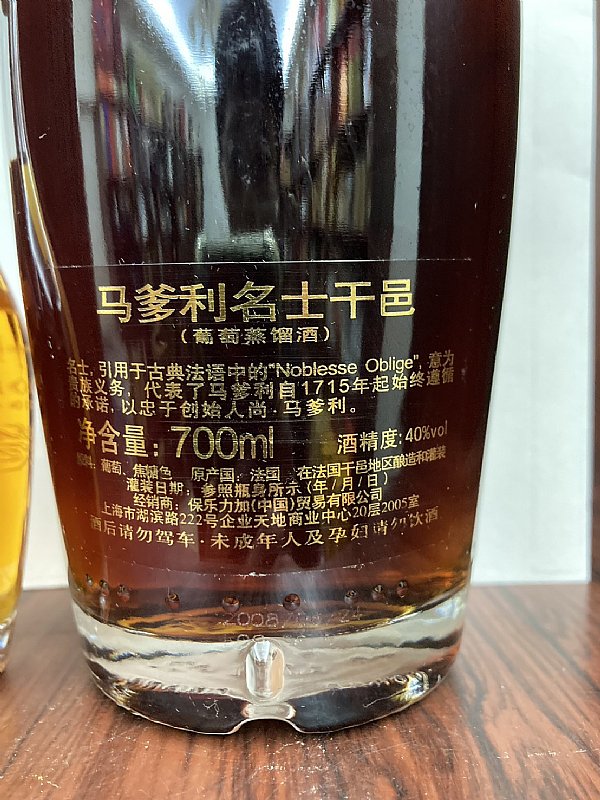 马爹利名士干邑
(葡萄蒸馏酒)
名士,引用于古典法语中的"Noblesse Oblige",意为
贵族义务,代表了马爹利自1715年起始终遵循
的承诺,以忠于创始人尚·马爹利。
净含量:700ml 酒精度:40%vol
原料:葡萄、焦糖色 原产国:法国 在法国干邑地区酿造和灌装
灌装日期:参照瓶身所示(年/月/日)
经销商:保乐力加(中国)贸易有限公司
上海市湖滨路222号企业天地商业中心20层2005室
酒后请勿驾车·未成年人及孕妇请勿饮酒